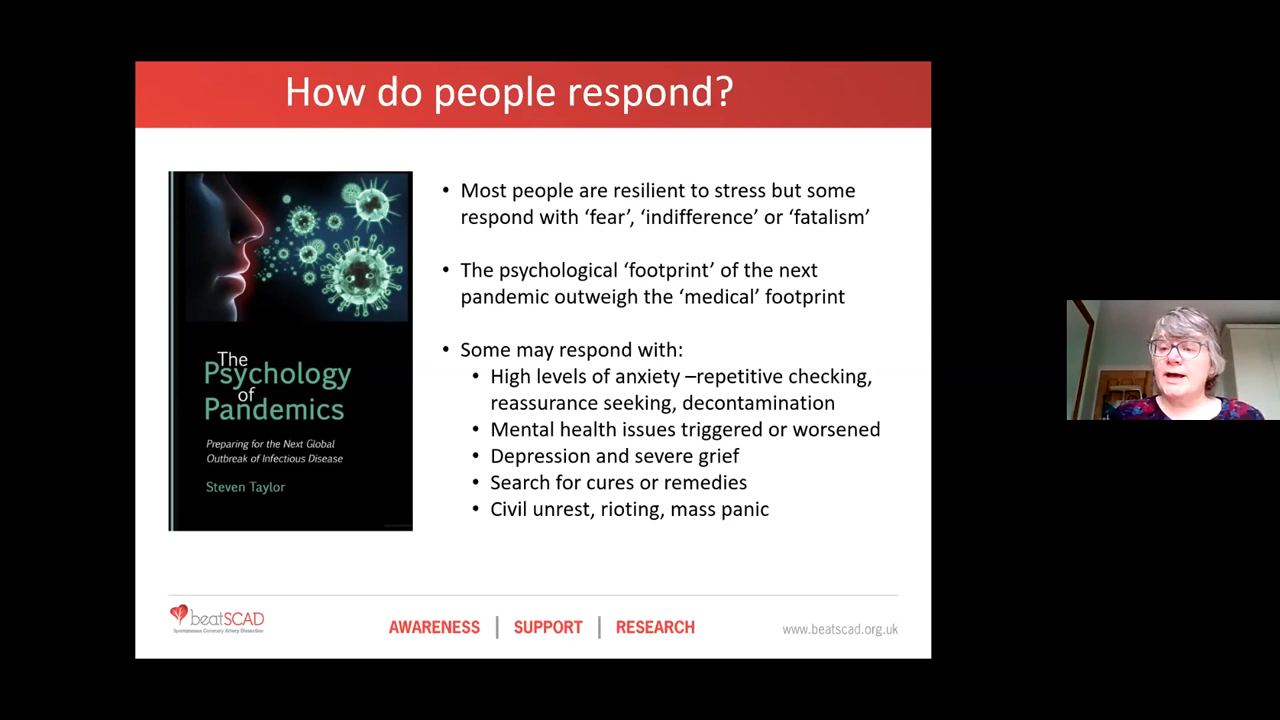 How do people respond?
The
Psychology
of
Pandemics
Preparing for the Next Global
Outbreak of Infectious Disease
Steven Taylor
• Most people are resilient to stress but some
respond with ‘fear’, ‘indifference’ or ‘fatalism’
• The psychological ‘footprint’ of the next
pandemic outweigh the ‘medical’ footprint
• Some may respond with:
• High levels of anxiety –repetitive checking,
reassurance seeking, decontamination
• Mental health issues triggered or worsened
• Depression and severe grief
• Search for cures or remedies
• Civil unrest, rioting, mass panic
beatSCAD
Spontaneous Coronary Artery Dissection
AWARENESS | SUPPORT | RESEARCH
www.beatscad.org.uk